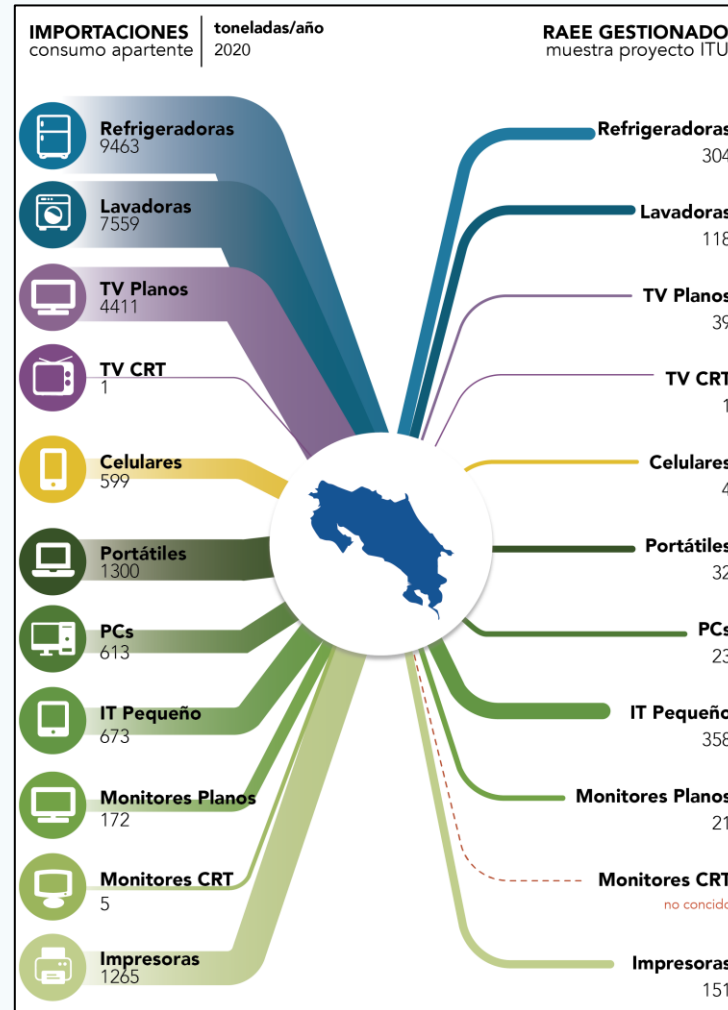 IMPORTACIONES
consumo apartente
toneladas/año
2020
Refrigeradoras
9463
Lavadoras
7559
TV Planos
4411
TV CRT
1
Celulares
599
Portátiles
1300
PCs
613
IT Pequeño
673
Monitores Planos
172
Monitores CRT
5
Impresoras
1265
RAEE GESTIONADO
muestra proyecto ITU
Refrigeradoras
304
Lavadoras
118
TV Planos
39
TV CRT
1
Celulares
4
Portátiles
32
PCs
23
IT Pequeño
358
Monitores Planos
21
Monitores CRT
no concido
Impresoras
151